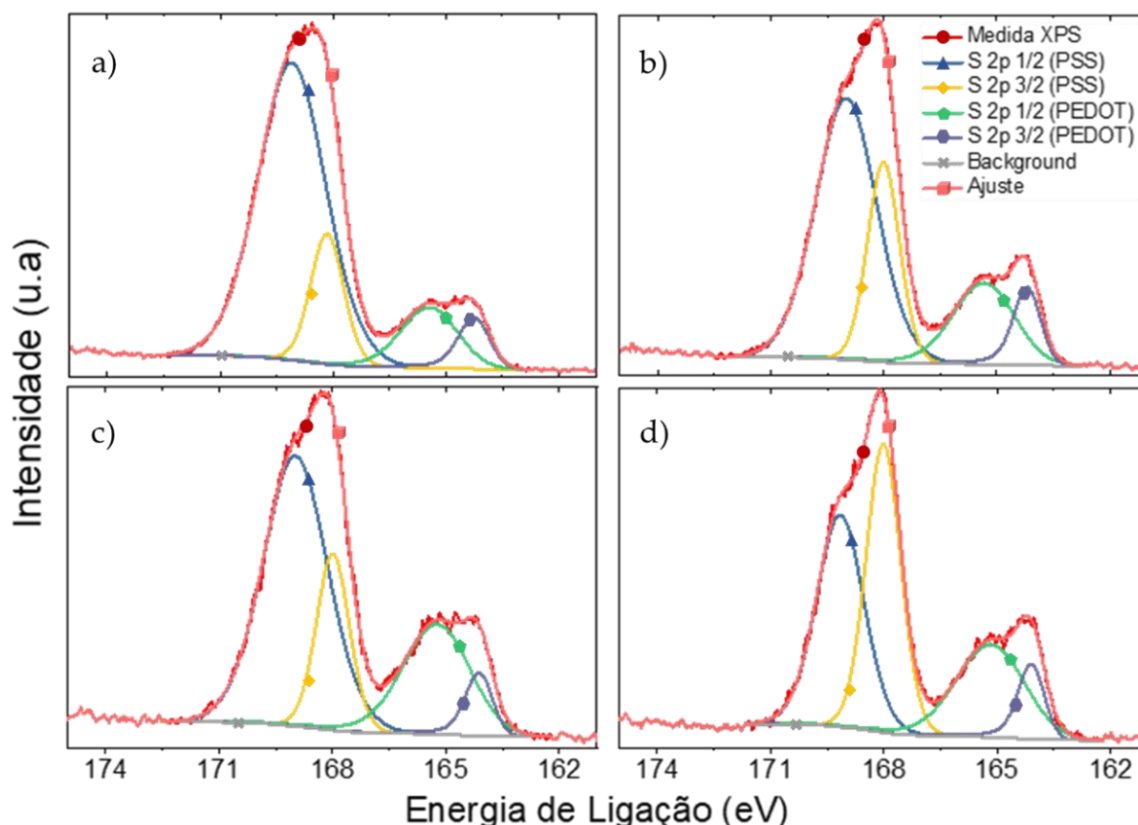 a)
b)
Medida XPS
S 2p 1/2 (PSS)
S 2p 3/2 (PSS)
S 2p 1/2 (PEDOT)
S 2p 3/2 (PEDOT)
Background
Ajuste
c)
d)
Intensidade (u.a)
174 171 168 165 162
174 171 168 165 162
Energia de Ligação (eV)